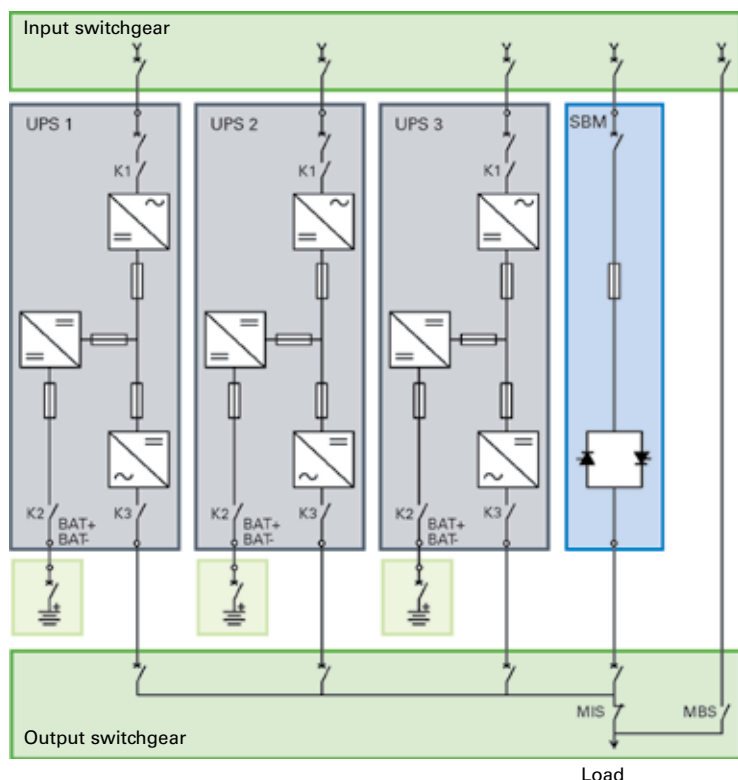 Input switchgear
UPS 1
UPS 2
UPS 3
SBM
K1
K1
K1
K2
BAT+
BAT-
K3
K2
BAT+
BAT-
K3
K2
BAT+
BAT-
K3
MIS
MBS
Output switchgear
Load